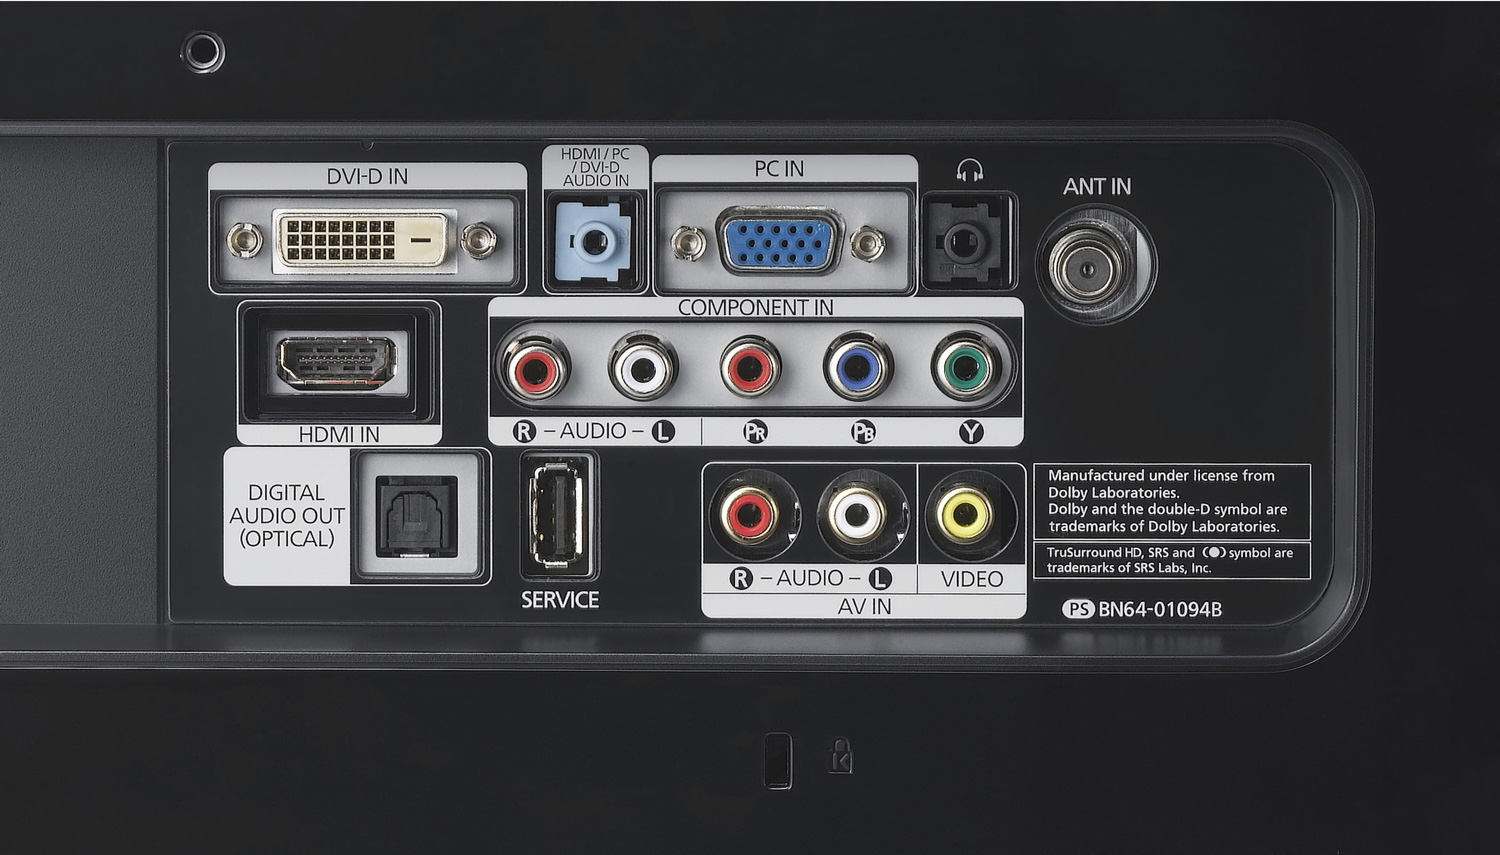 DVI-D IN
HDMI / PC
/ DVI-D
AUDIO IN
PC IN
ANT IN
COMPONENT IN
R – AUDIO – L
PR
PB
Y
HDMI IN
DIGITAL
AUDIO OUT
(OPTICAL)
SERVICE
R – AUDIO – L
VIDEO
AV IN
Manufactured under license from
Dolby Laboratories.
Dolby and the double-D symbol are
trademarks of Dolby Laboratories.
TruSurround HD, SRS and symbol are
trademarks of SRS Labs, Inc.
PS BN64-01094B
K